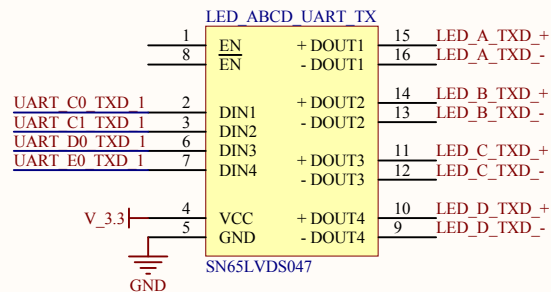 LED_ABCD_UART_TX
1 EN + DOUT1 15 LED_A_TXD_+
8 EN - DOUT1 16 LED_A_TXD_-
UART_C0_TXD_1 2 DIN1 + DOUT2 14 LED_B_TXD_+
UART_C1_TXD_1 3 DIN2 - DOUT2 13 LED_B_TXD_-
UART_D0_TXD_1 6 DIN3 + DOUT3 11 LED_C_TXD_+
UART_E0_TXD_1 7 DIN4 - DOUT3 12 LED_C_TXD_-
V_3.3 4 VCC + DOUT4 10 LED_D_TXD_+
5 GND - DOUT4 9 LED_D_TXD_-
SN65LVDS047
GND